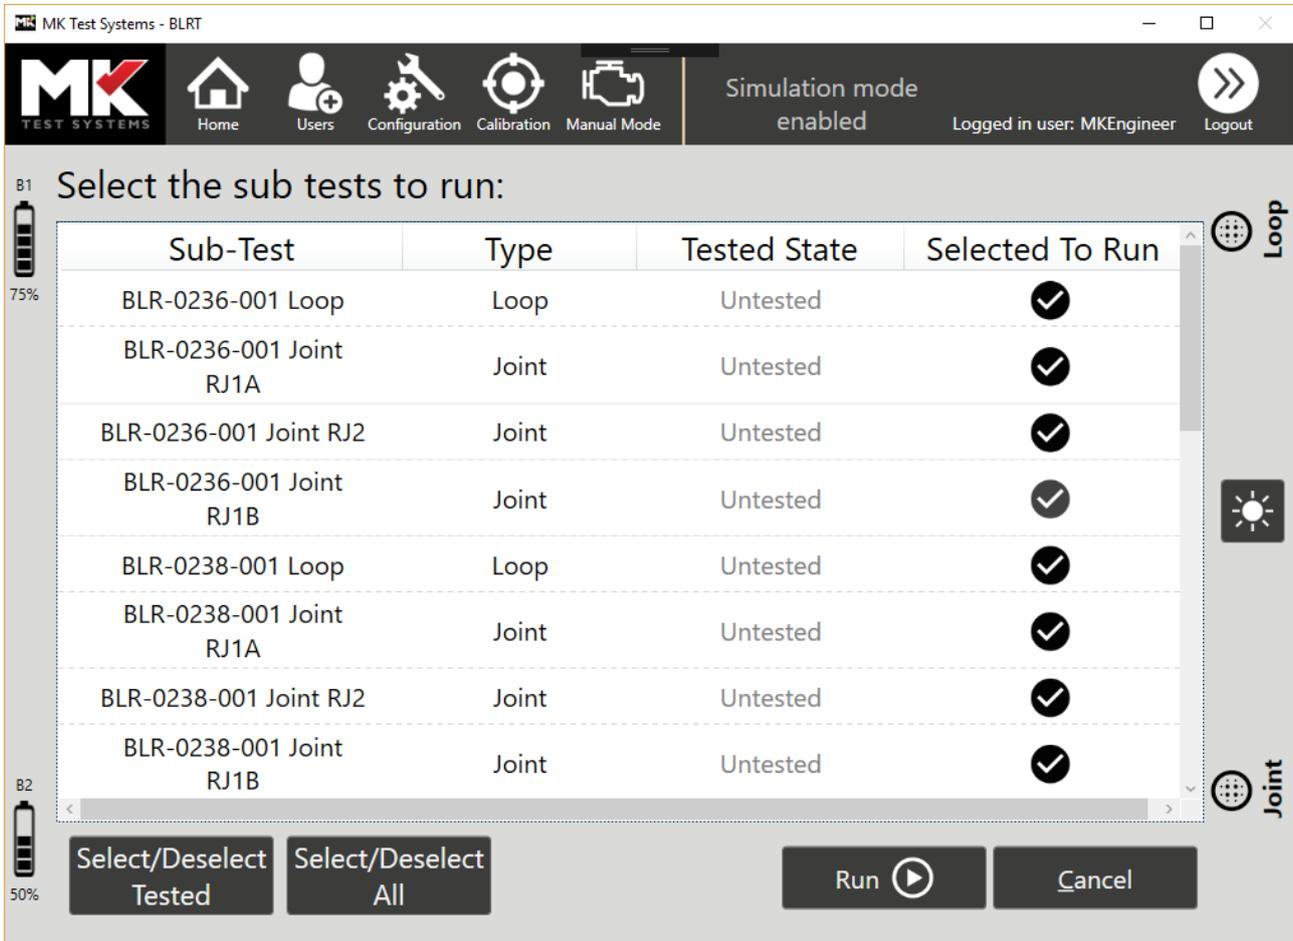 MK Test Systems - BLRT
MK
TEST SYSTEMS
Home
Users
Configuration
Calibration
Manual Mode
Simulation mode
enabled
Logged in user: MKEngineer
Logout
B1
75%
Select the sub tests to run:
Loop
Sub-Test Type Tested State Selected To Run
BLR-0236-001 Loop Loop Untested
BLR-0236-001 Joint
RJ1A
Joint Untested
BLR-0236-001 Joint RJ2 Joint Untested
BLR-0236-001 Joint
RJ1B
Joint Untested
BLR-0238-001 Loop Loop Untested
BLR-0238-001 Joint
RJ1A
Joint Untested
BLR-0238-001 Joint RJ2 Joint Untested
BLR-0238-001 Joint
RJ1B
Joint Untested
B2
50%
Joint
Select/Deselect
Tested
Select/Deselect
All
Run
Cancel